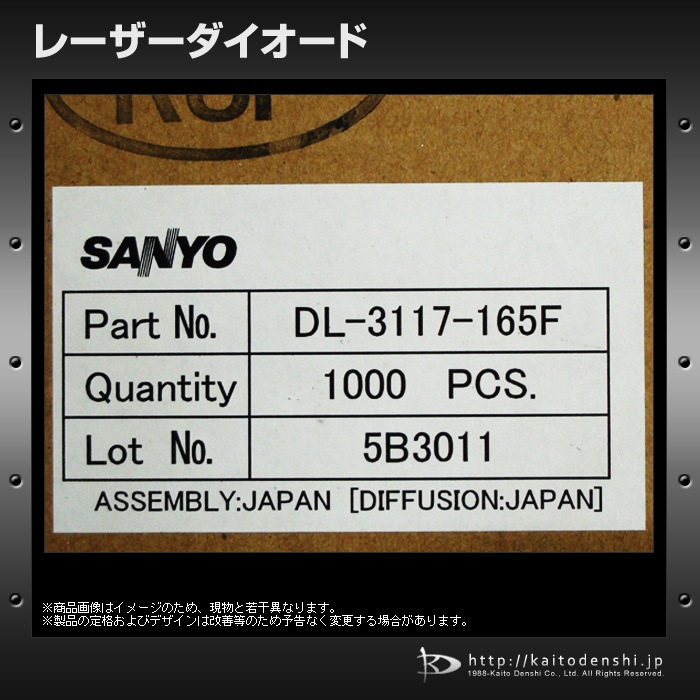 レーザーダイオード
SANYO
Part No. DL-3117-165F
Quantity 1000 PCS.
Lot No. 5B3011
ASSEMBLY:JAPAN [DIFFUSION:JAPAN]
※商品画像はイメージのため、現物と若干異なります。
※製品の定格およびデザインは改善等のため予告なく変更する場合があります。
http://kaitodenshi.jp
1988-Kaito Denshi Co., Ltd. All Rights Reserved.